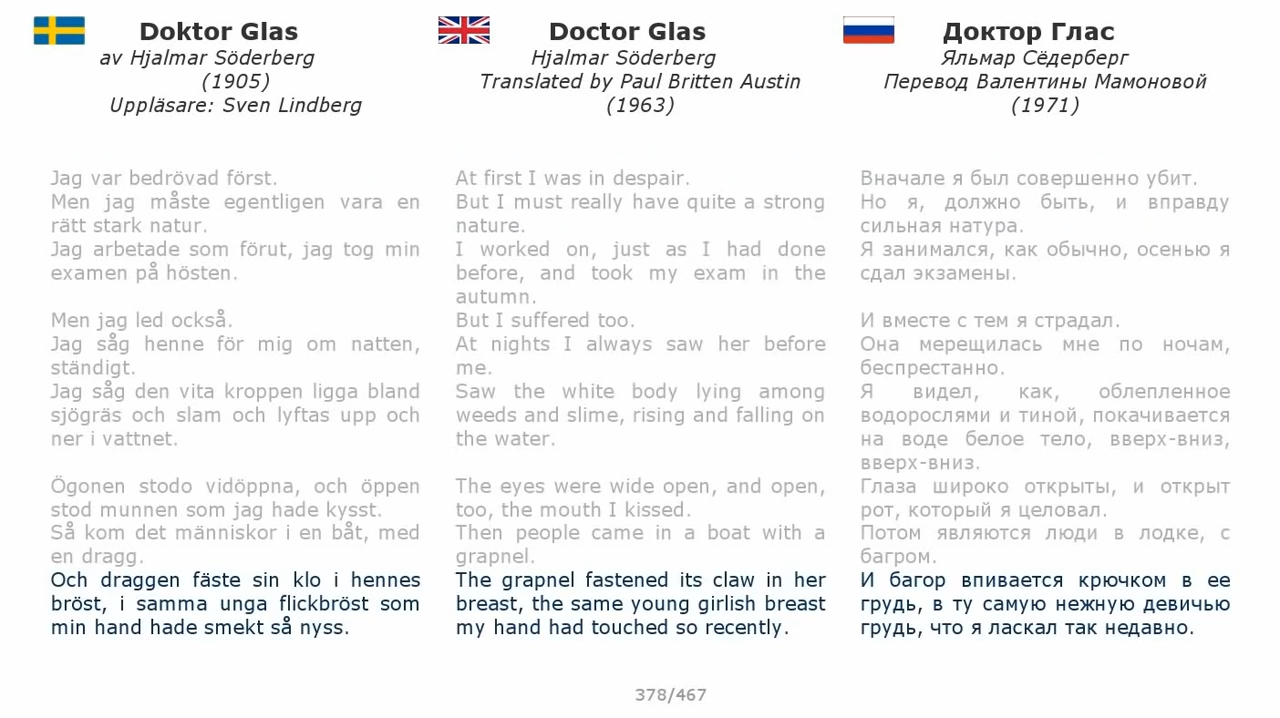 Doktor Glas
av Hjalmar Söderberg
(1905)
Uppläsare: Sven Lindberg
Jag var bedrövad först.
Men jag måste egentligen vara en
rätt stark natur.
Jag arbetade som förut, jag tog min
examen på hösten.
Men jag led också.
Jag såg henne för mig om natten,
ständigt.
Jag såg den vita kroppen ligga bland
sjögräs och slam och lyftas upp och
ner i vattnet.
Ögonen stodo vidöppna, och öppen
stod munnen som jag hade kysst.
Så kom det människor i en båt, med
en dragg.
Och draggen fäste sin klo i hennes
bröst, i samma unga flickbröst som
min hand hade smekt så nyss.
Doctor Glas
Hjalmar Söderberg
Translated by Paul Britten Austin
(1963)
At first I was in despair.
But I must really have quite a strong
nature.
I worked on, just as I had done
before, and took my exam in the
autumn.
But I suffered too.
At nights I always saw her before
me.
Saw the white body lying among
weeds and slime, rising and falling on
the water.
The eyes were wide open, and open,
too, the mouth I kissed.
Then people came in a boat with a
grapnel.
The grapnel fastened its claw in her
breast, the same young girlish breast
my hand had touched so recently.
Доктор Глас
Яльмар Сёдерберг
Перевод Валентины Мамоновой
(1971)
Вначале я был совершенно убит.
Но я, должно быть, и вправду
сильная натура.
Я занимался, как обычно, осенью я
сдал экзамены.
И вместе с тем я страдал.
Она мерещилась мне по ночам,
беспрестанно.
Я видел, как, облепленное
водорослями и тиной, покачивается
на воде белое тело, вверх-вниз,
вверх-вниз.
Глаза широко открыты, и открыт
рот, который я целовал.
Потом являются люди в лодке, с
багром.
И багор впивается крючком в ее
грудь, в ту самую нежную девичью
грудь, что я ласкал так недавно.
378/467